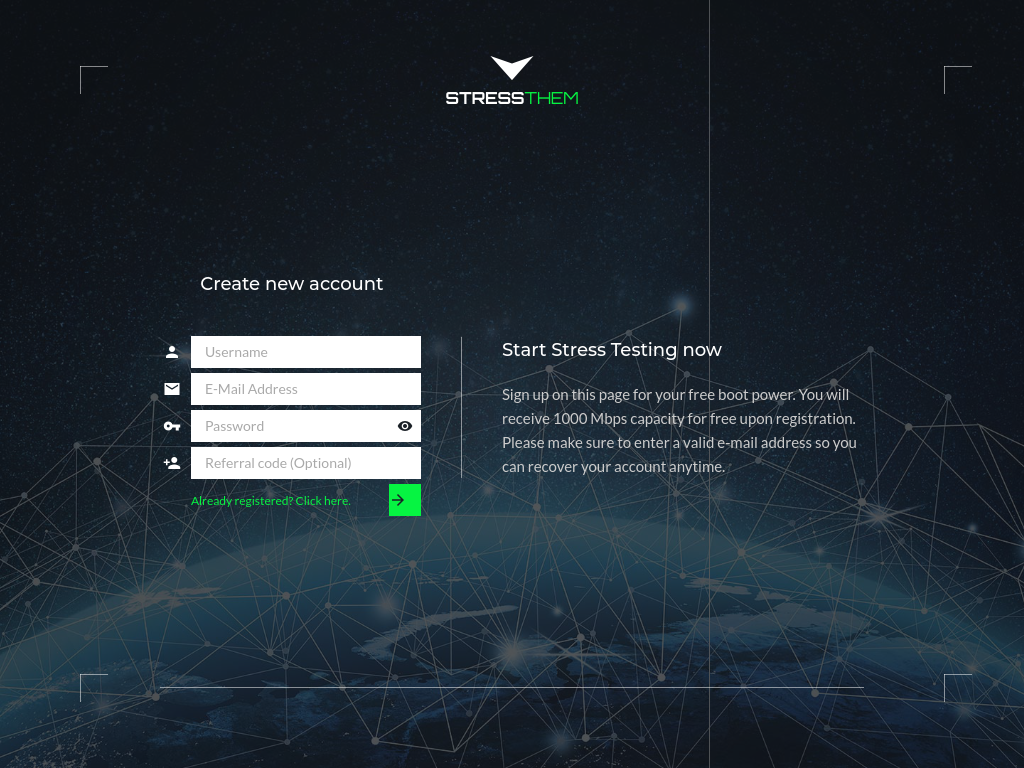 STRESSTHEM
Create new account
Username
E-Mail Address
Password
Referral code (Optional)
Already registered? Click here.
Start Stress Testing now
Sign up on this page for your free boot power. You will
receive 1000 Mbps capacity for free upon registration.
Please make sure to enter a valid e-mail address so you
can recover your account anytime.